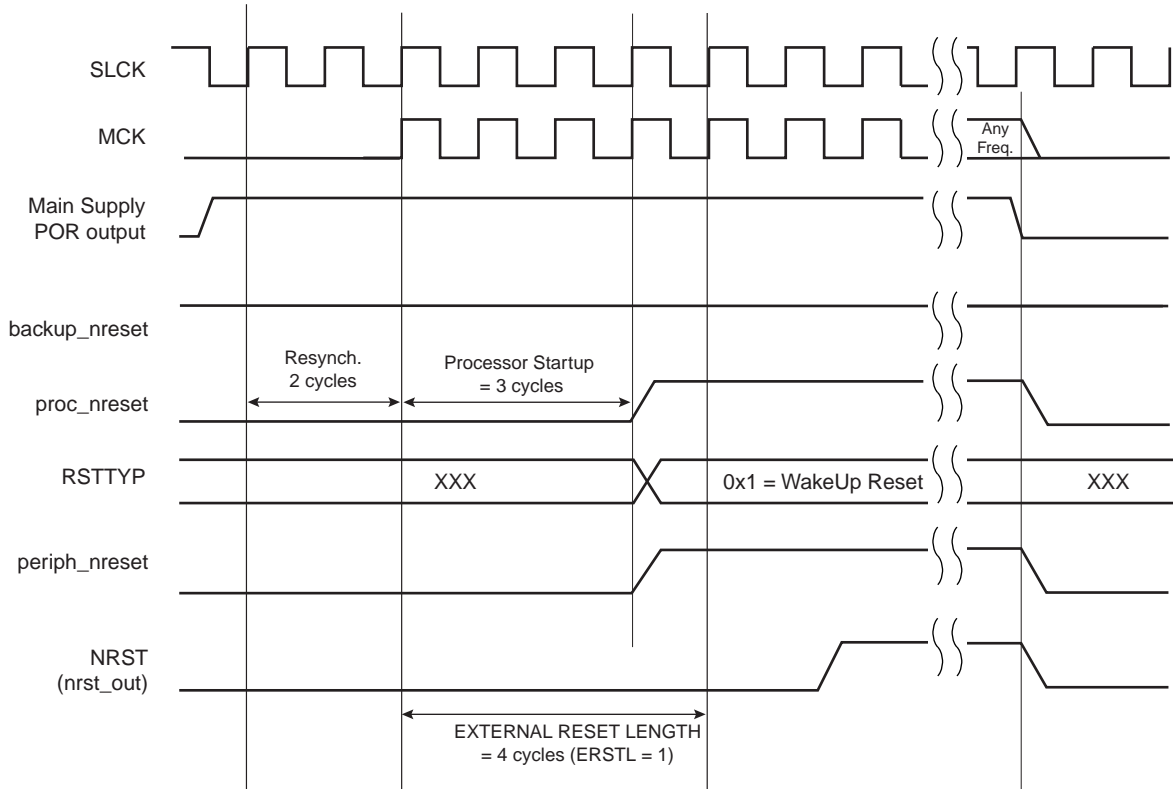 SLCK
MCK
Any
Freq.
Main Supply
POR output
backup_nreset
Resynch.
2 cycles
Processor Startup
= 3 cycles
proc_nreset
RSTTYP
XXX
0x1 = WakeUp Reset
XXX
periph_nreset
NRST
(nrst_out)
EXTERNAL RESET LENGTH
= 4 cycles (ERSTL = 1)